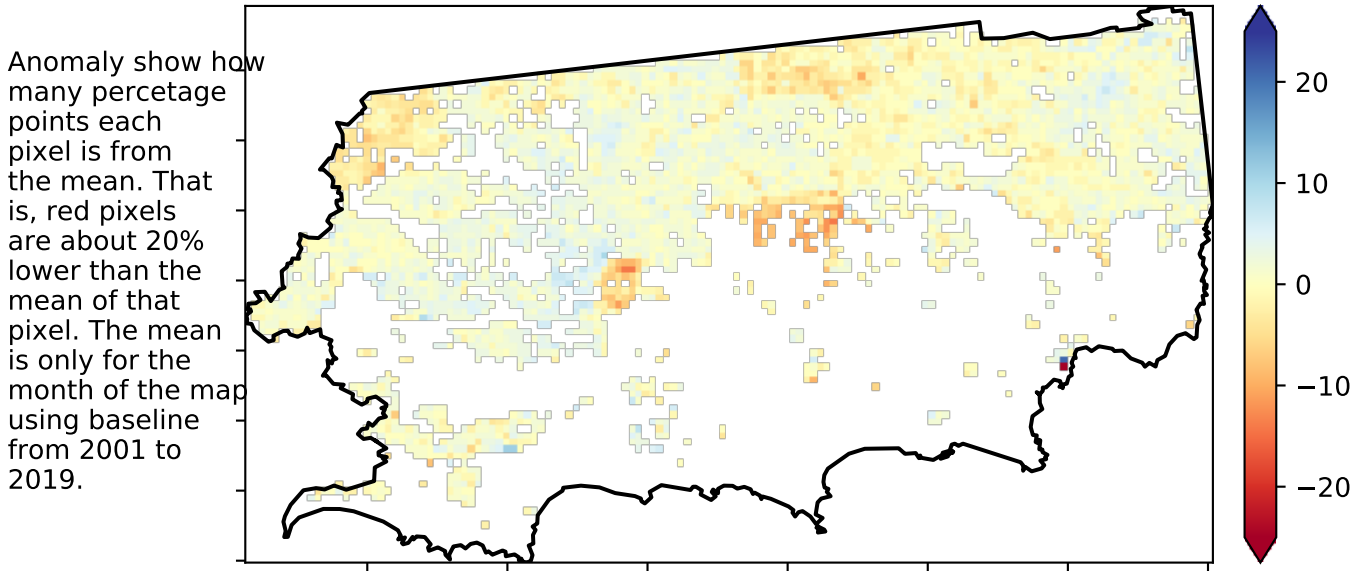 Anomaly show how
many percetage
points each
pixel is from
the mean. That
is, red pixels
are about 20%
lower than the
mean of that
pixel. The mean
is only for the
month of the map
using baseline
from 2001 to
2019.
20
10
0
−10
−20